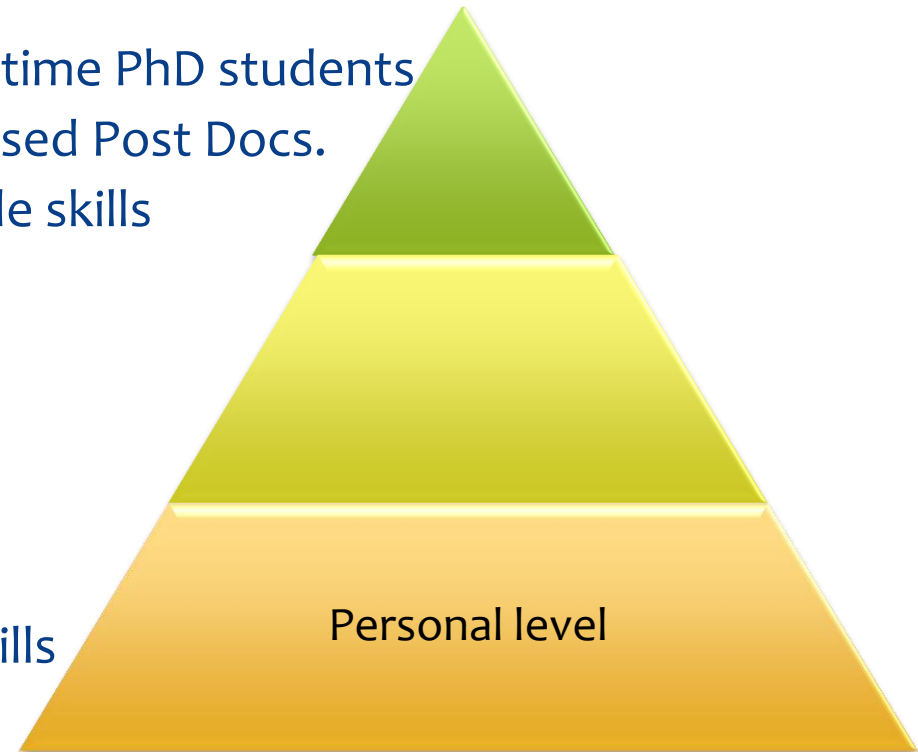 time PhD students
sed Post Docs.
le skills
Personal level
ills